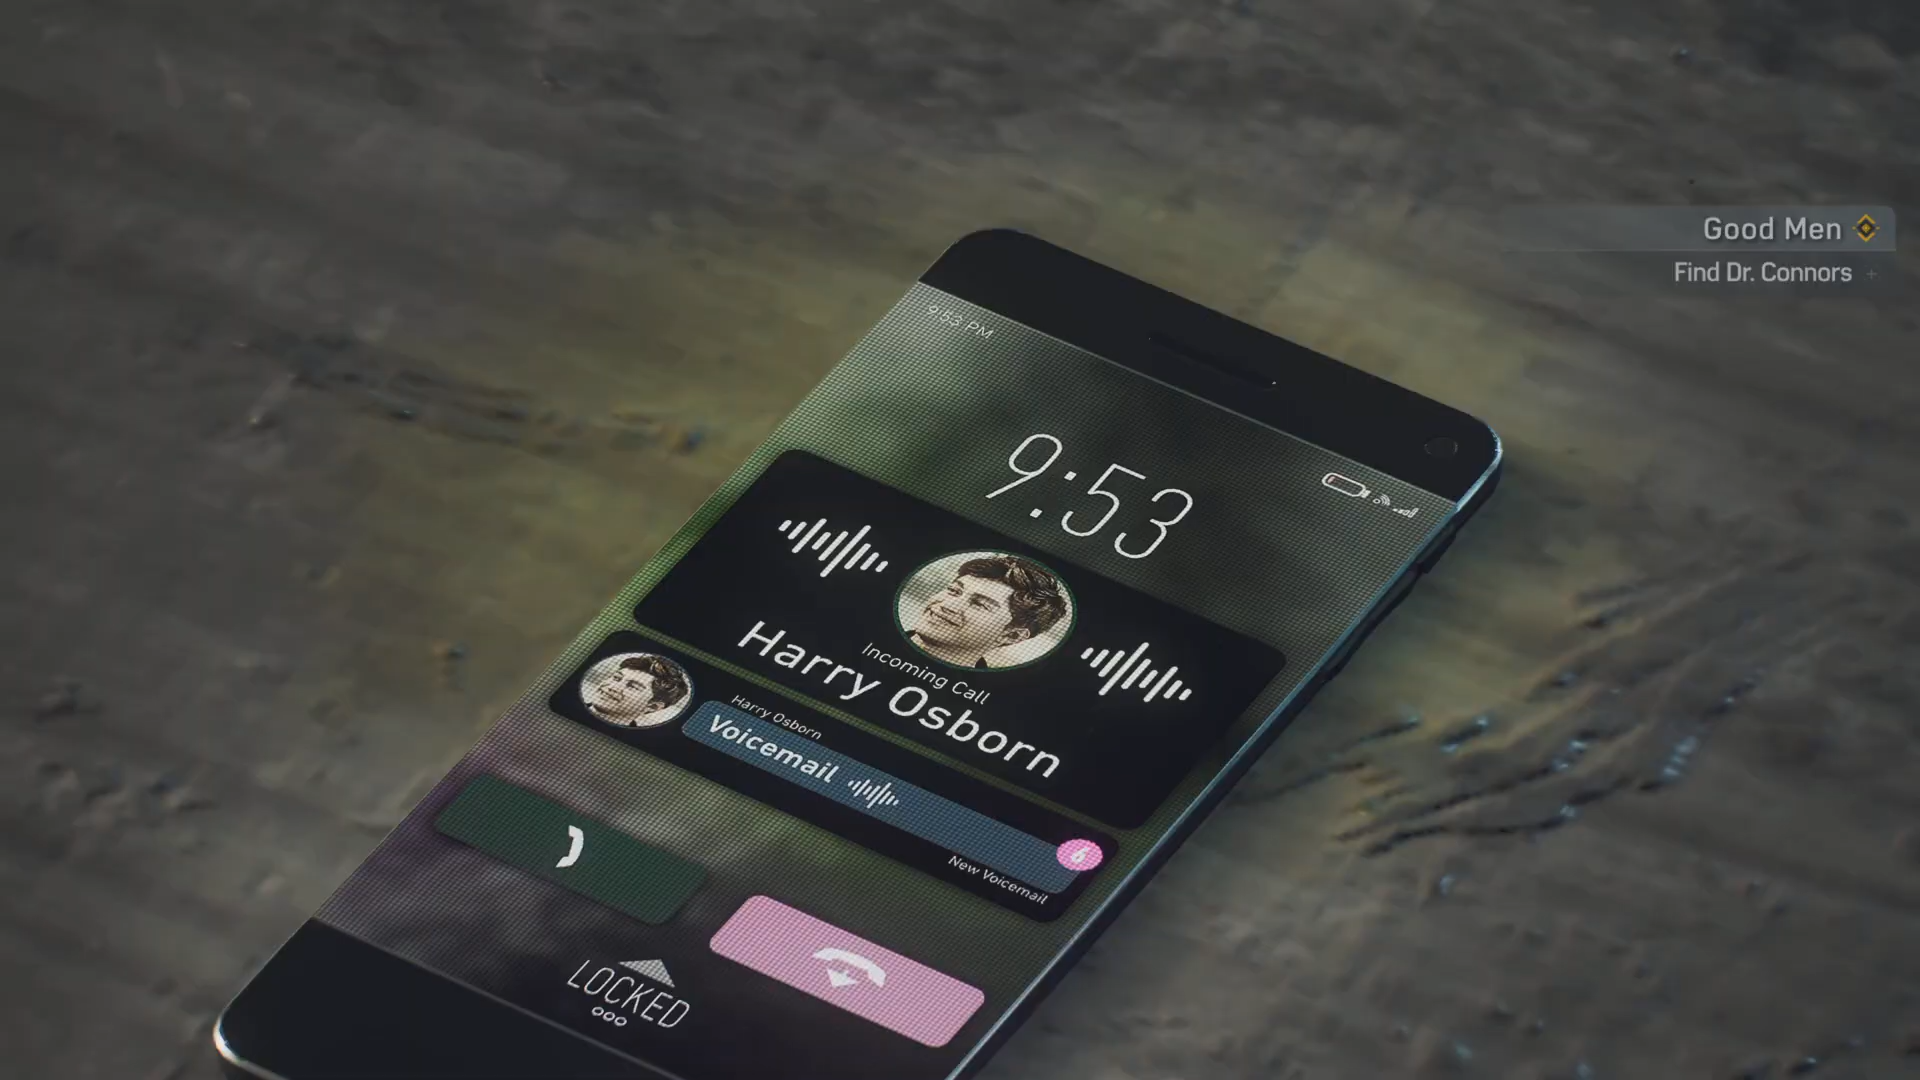 Good Men
Find Dr. Connors
9:53 PM
9:53
Incoming Call
Harry Osborn
Harry Osborn
Voicemail
6
New Voicemail
LOCKED